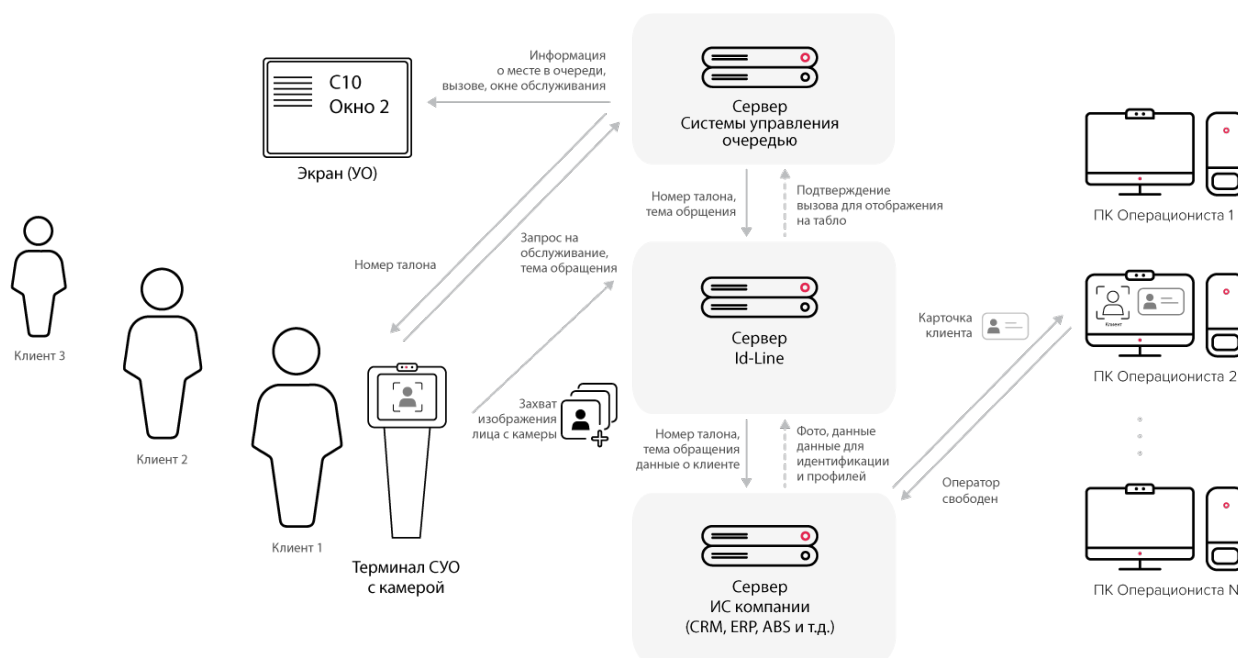 Информация
о месте в очереди,
вызове, окне обслуживания
C10
Окно 2
Экран (УО)
Сервер
Системы управления
очередью
Номер талона,
тема обрщения
Подтверждение
вызова для отображения
на табло
ПК Операциониста 1
Запрос на
обслуживание,
тема обращения
Номер талона
Клиент 3
Клиент 2
Клиент 1
Сервер
Id-Line
Карточка
клиента
Клиент
ПК Операциониста 2
Захват
изображения
лица с камеры
Номер талона,
тема обращения
данные о клиенте
Фото, данные
данные для
идентификации
и профилей
Оператор
свободен
Терминал СУО
с камерой
Сервер
ИС компании
(CRM, ERP, ABS и т.д.)
ПК Операциониста N